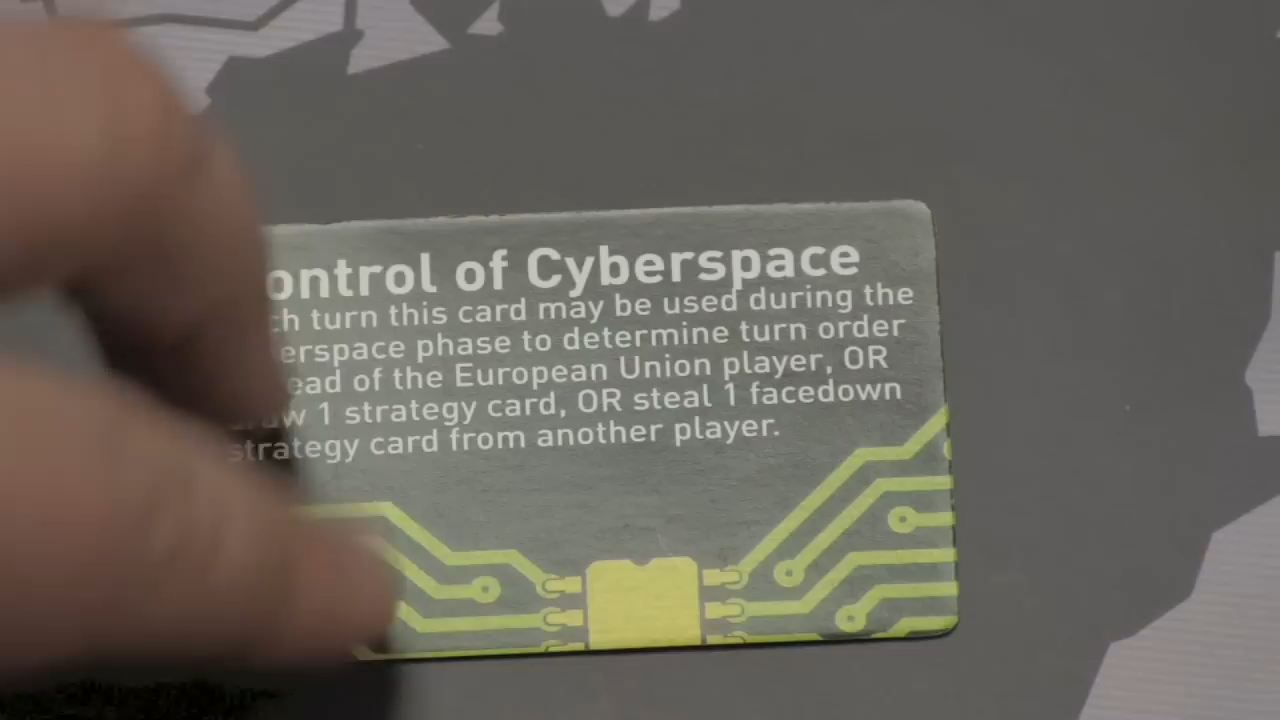 ontrol of Cyberspace
ch turn this card may be used during the
erspace phase to determine turn order
ead of the European Union player, OR
draw 1 strategy card, OR steal 1 facedown
strategy card from another player.